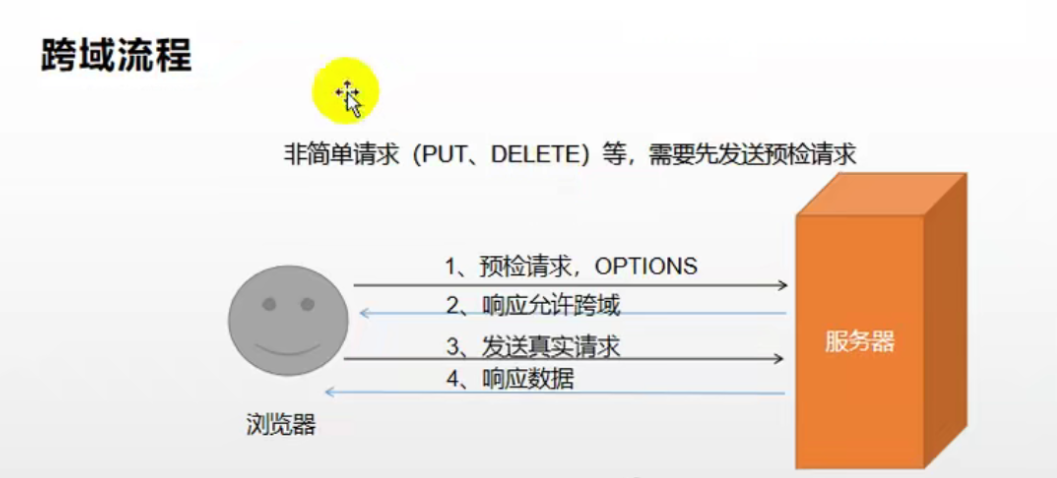 跨域流程
非简单请求（PUT、DELETE）等，需要先发送预检请求
1、预检请求，OPTIONS
2、响应允许跨域
3、发送真实请求
4、响应数据
服务器
浏览器